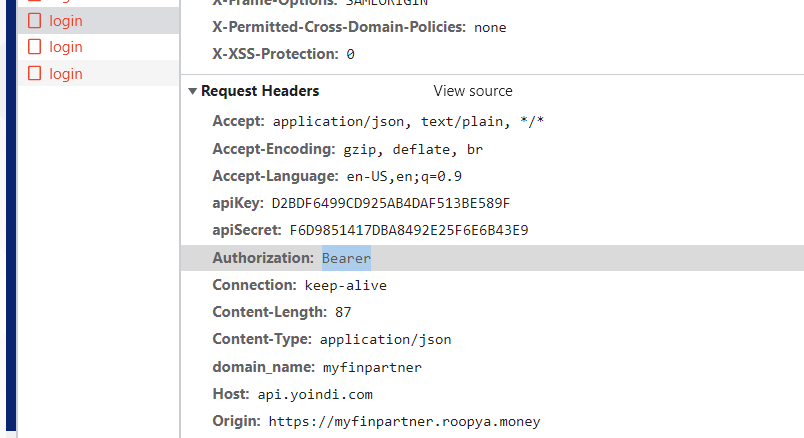 X-Frame-Options: SAMEORIGIN
login
X-Permitted-Cross-Domain-Policies: none
login
X-XSS-Protection: 0
login
Request Headers View source
Accept: application/json, text/plain, */*
Accept-Encoding: gzip, deflate, br
Accept-Language: en-US,en;q=0.9
apiKey: D2BDF6499CD925AB4DAF513BE589F
apiSecret: F6D9851417DBA8492E25F6E6B43E9
Authorization: Bearer
Connection: keep-alive
Content-Length: 87
Content-Type: application/json
domain_name: myfinpartner
Host: api.yoindi.com
Origin: https://myfinpartner.roopya.money